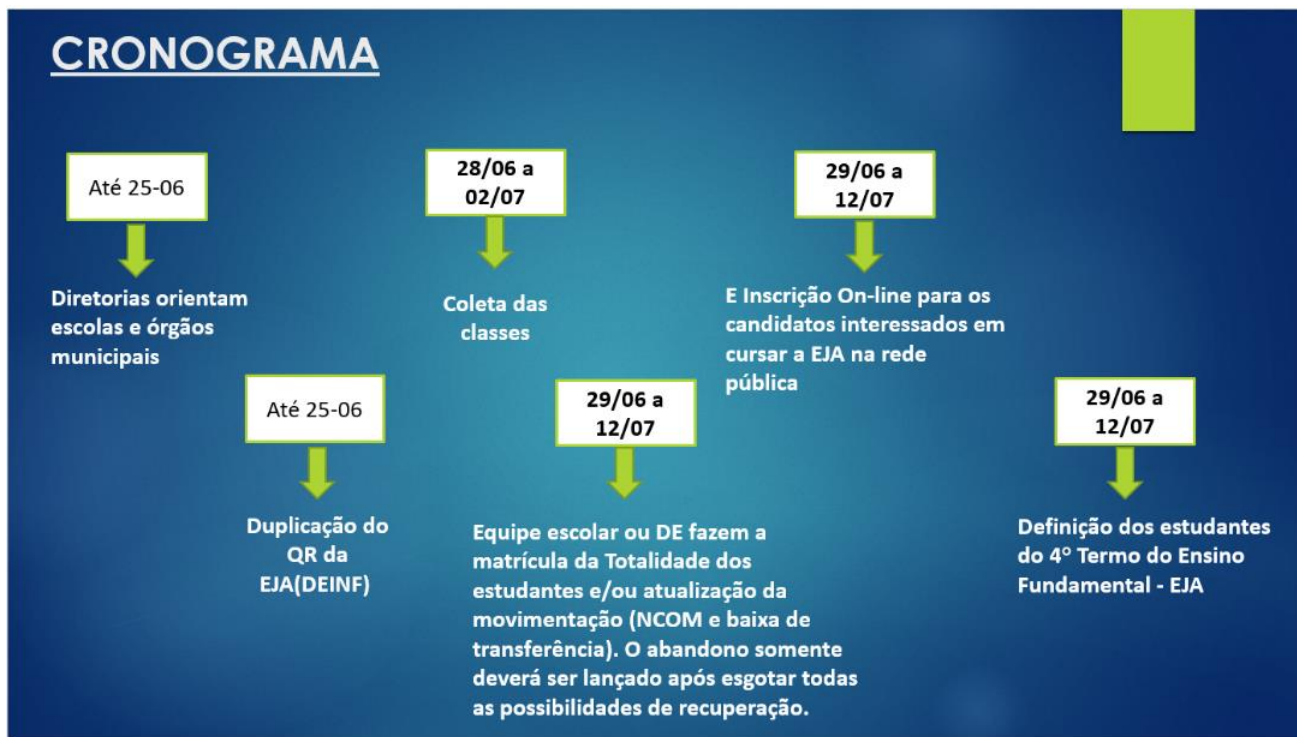 CRONOGRAMA
Até 25-06
Diretorias orientam
escolas e órgãos
municipais
Até 25-06
Duplicação do
QR da
EJA(DEINF)
28/06 a
02/07
Coleta das
classes
29/06 a
12/07
Equipe escolar ou DE fazem a
matrícula da Totalidade dos
estudantes e/ou atualização da
movimentação (NCOM e baixa de
transferência). O abandono somente
deverá ser lançado após esgotar todas
as possibilidades de recuperação.
29/06 a
12/07
E Inscrição On-line para os
candidatos interessados em
cursar a EJA na rede
pública
29/06 a
12/07
Definição dos estudantes
do 4° Termo do Ensino
Fundamental - EJA